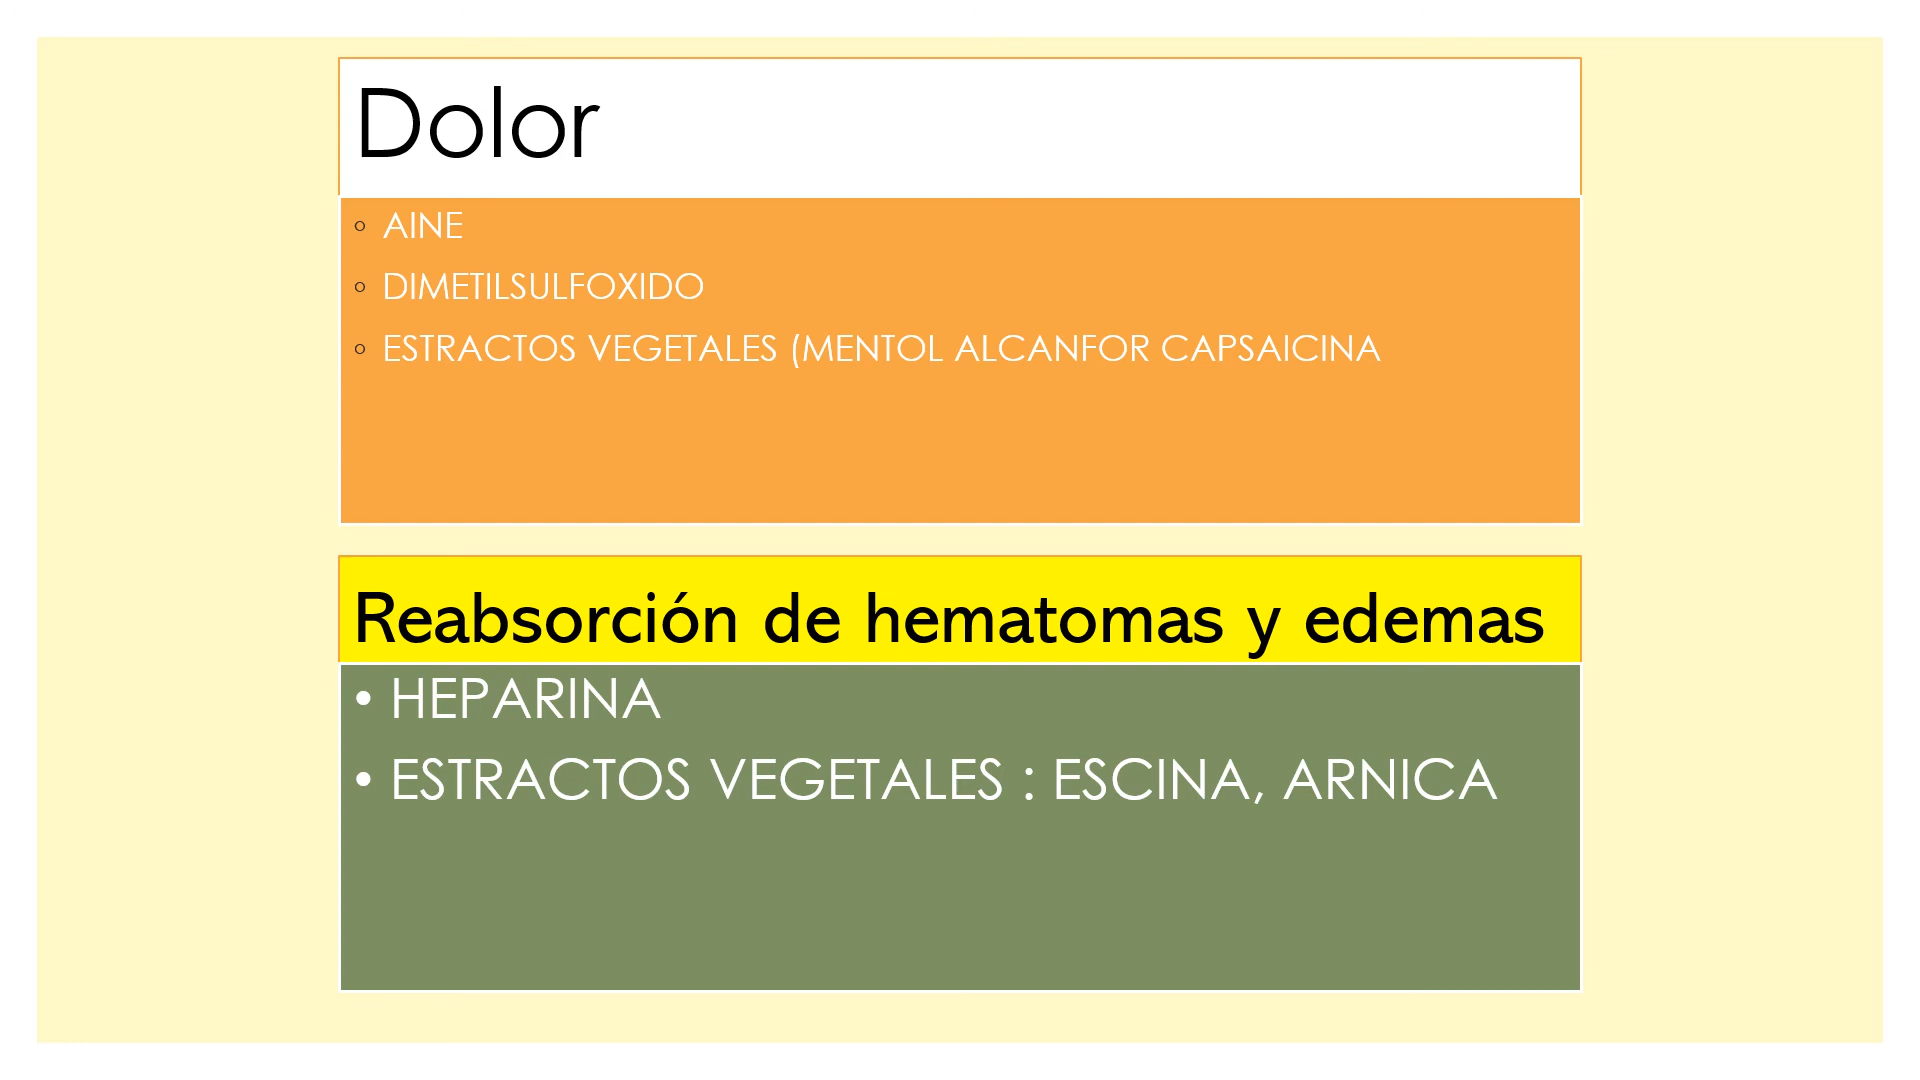 Dolor
◦ AINE
◦ DIMETILSULFOXIDO
◦ ESTRACTOS VEGETALES (MENTOL ALCANFOR CAPSAICINA
Reabsorción de hematomas y edemas
• HEPARINA
• ESTRACTOS VEGETALES : ESCINA, ARNICA